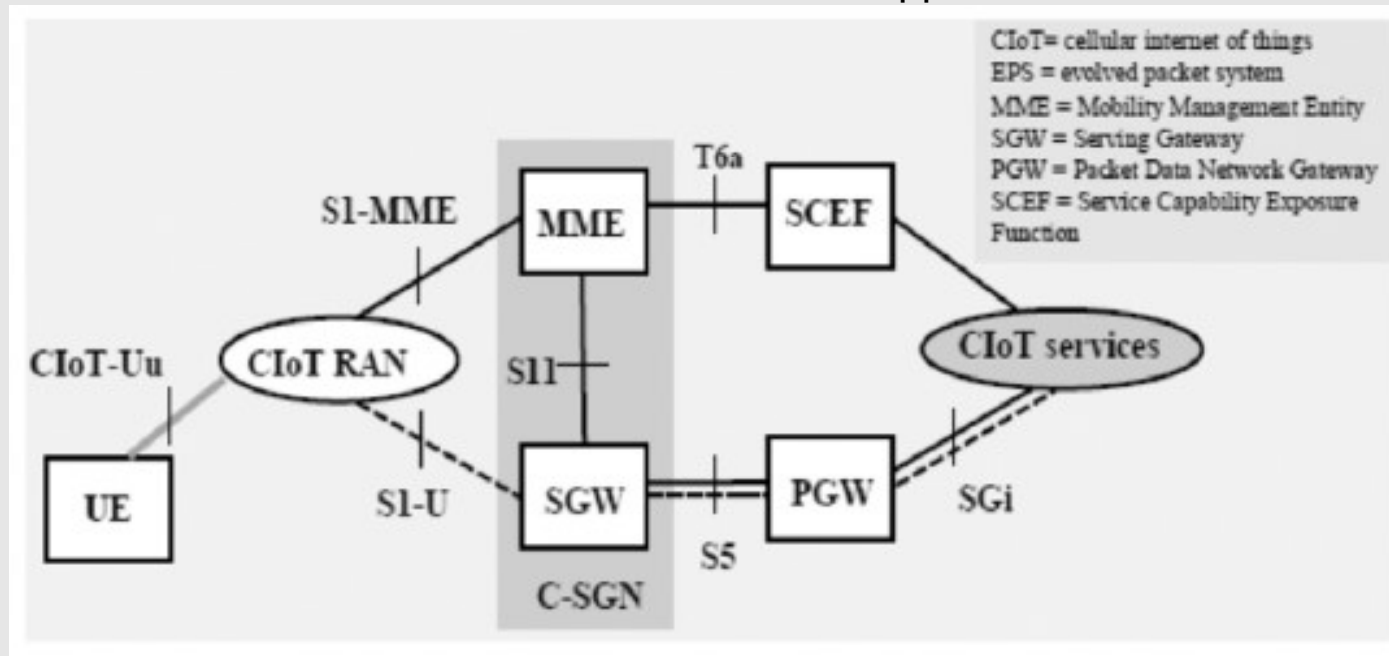 CIoT= cellular internet of things
EPS = evolved packet system
MME = Mobility Management Entity
SGW = Serving Gateway
PGW = Packet Data Network Gateway
SCEF = Service Capability Exposure
Function
T6a
S1-MME
MME
SCEF
CIoT-Uu
CIoT RAN
S11
CIoT services
UE
S1-U
SGW
PGW
SGi
S5
C-SGN